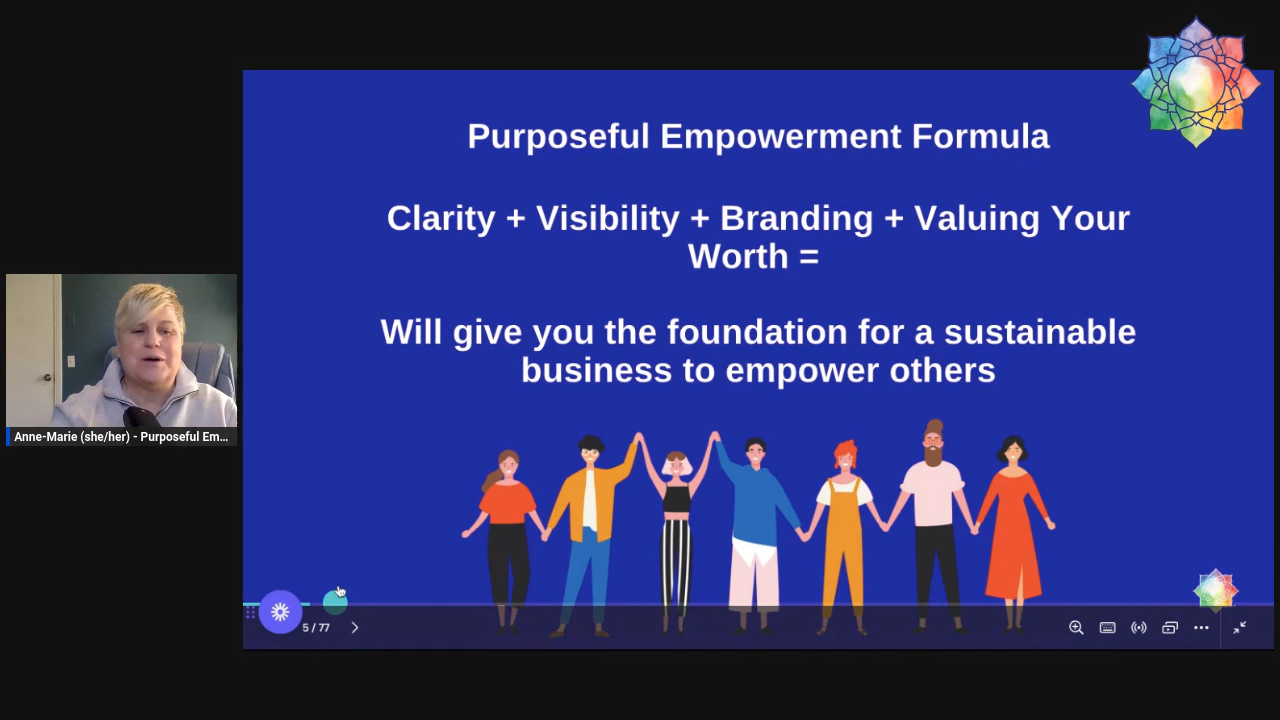 Purposeful Empowerment Formula
Clarity + Visibility + Branding + Valuing Your
Worth =
Will give you the foundation for a sustainable
business to empower others
Anne-Marie (she/her) - Purposeful Em...
5 / 77